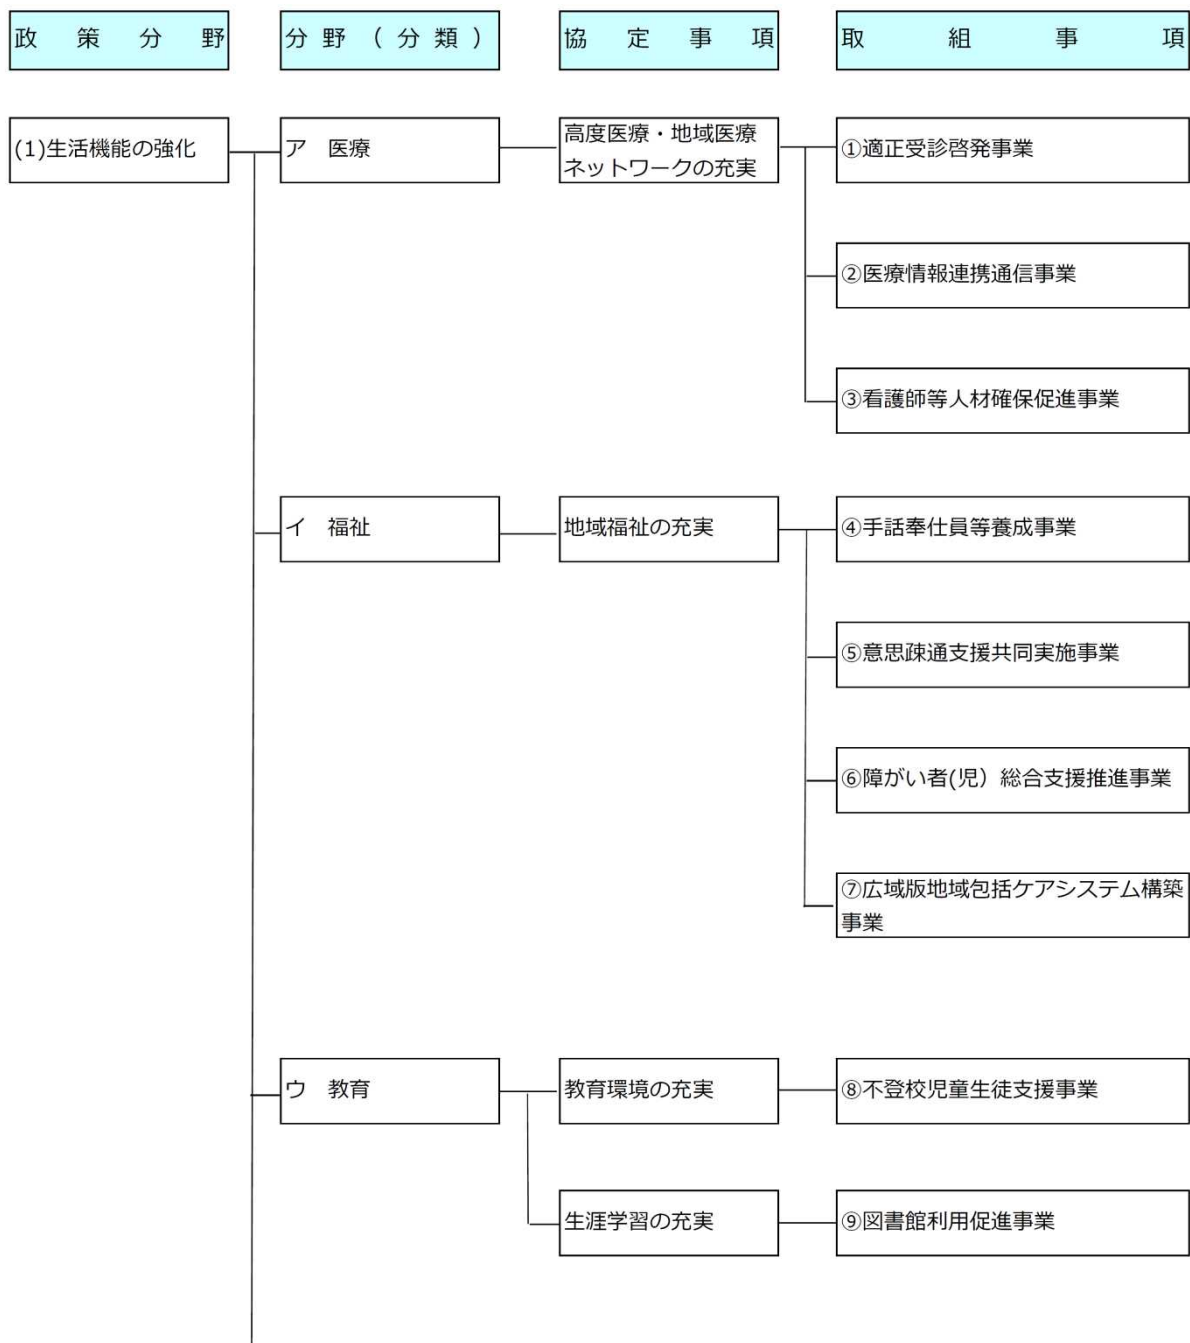 政策分野
分野（分類）
協定事項
取組事項
(1)生活機能の強化
ア　医療
高度医療・地域医療
ネットワークの充実
①適正受診啓発事業
②医療情報連携通信事業
③看護師等人材確保促進事業
イ　福祉
地域福祉の充実
④手話奉仕員等養成事業
⑤意思疎通支援共同実施事業
⑥障がい者(児）総合支援推進事業
⑦広域版地域包括ケアシステム構築
事業
ウ　教育
教育環境の充実
⑧不登校児童生徒支援事業
生涯学習の充実
⑨図書館利用促進事業